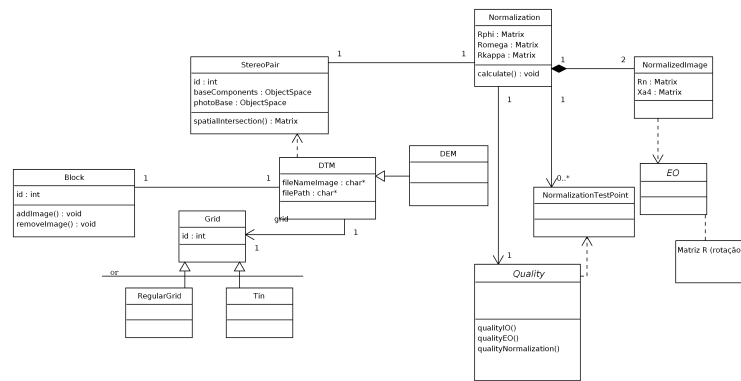 Normalization
Rphi : Matrix
Romega : Matrix
Rkappa : Matrix
calculate() : void
1
1
1
2
StereoPair
id : int
baseComponents : ObjectSpace
photoBase : ObjectSpace
spatialIntersection() : Matrix
NormalizedImage
Rn : Matrix
Xa4 : Matrix
1
1
DTM
fileNameImage : char*
filePath : char*
DEM
Block
id : int
addImage() : void
removeImage() : void
1
1
EO
0..*
NormalizationTestPoint
Grid
id : int
grid
1
1
Matriz R (rotação
1
Quality
qualityIO()
qualityEO()
qualityNormalization()
or
RegularGrid
Tin